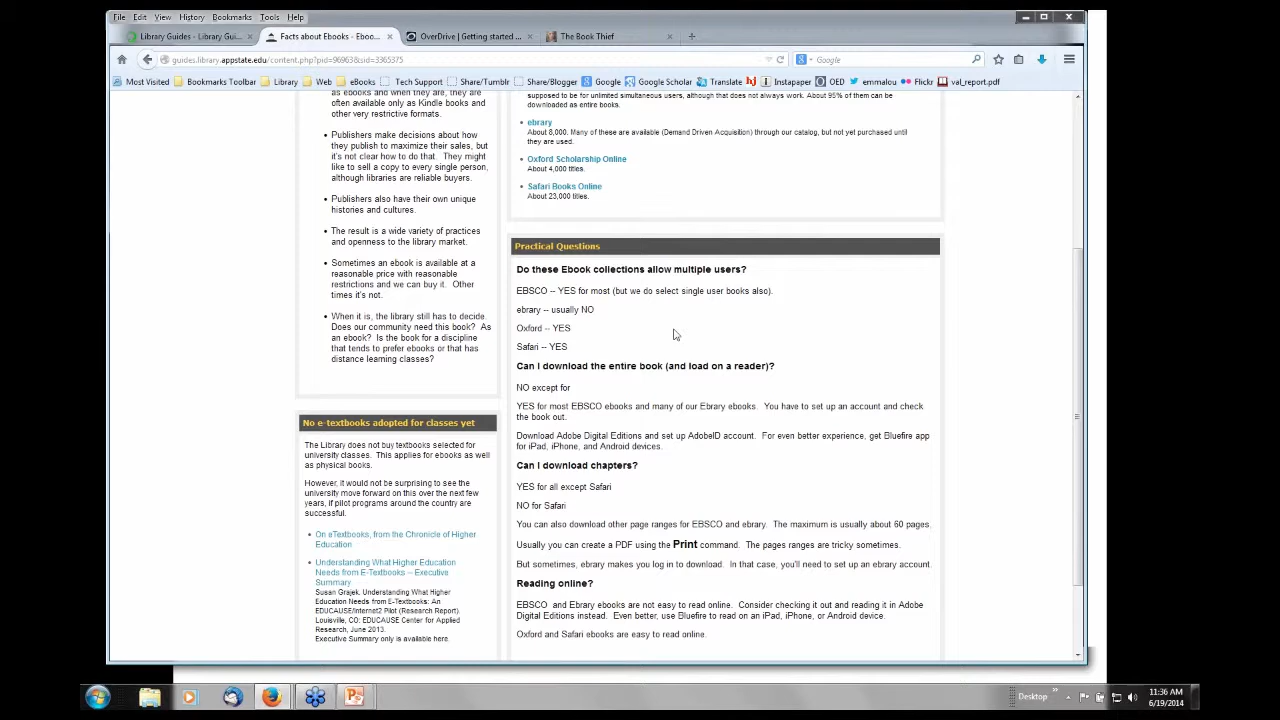 File Edit View History Bookmarks Tools Help
Library Guides - Library Gui... × Facts about Ebooks - Eboo... × OverDrive | Getting started ... × The Book Thief × +
guides.library.appstate.edu/content.php?pid=96963&sid=3365375 Google
Most Visited Bookmarks Toolbar Library Web eBooks Tech Support Share/Tumblr Share/Blogger Google Google Scholar Translate Instapaper OED emmalou Flickr val_report.pdf
as ebooks and when they are, they are
often available only as Kindle books and
other very restrictive formats.
• Publishers make decisions about how
they publish to maximize their sales, but
it's not clear how to do that. They might
like to sell a copy to every single person,
although libraries are reliable buyers.
• Publishers also have their own unique
histories and cultures.
• The result is a wide variety of practices
and openness to the library market.
• Sometimes an ebook is available at a
reasonable price with reasonable
restrictions and we can buy it. Other
times it's not.
• When it is, the library still has to decide.
Does our community need this book? As
an ebook? Is the book for a discipline
that tends to prefer ebooks or that has
distance learning classes?
No e-textbooks adopted for classes yet
The Library does not buy textbooks selected for
university classes. This applies for ebooks as well
as physical books.
However, it would not be surprising to see the
university move forward on this over the next few
years, if pilot programs around the country are
successful.
• On eTextbooks, from the Chronicle of Higher
Education
• Understanding What Higher Education
Needs from E-Textbooks -- Executive
Summary
Susan Grajek. Understanding What Higher
Education Needs from E-Textbooks: An
EDUCAUSE/Internet2 Pilot (Research Report).
Louisville, CO: EDUCAUSE Center for Applied
Research, June 2013.
Executive Summary only is available here.
supposed to be for unlimted simultaneous users, although that does not always work. About 95% of them can be
downloaded as entire books.
• ebrary
About 8,000. Many of these are available (Demand Driven Acquisition) through our catalog, but not yet purchased until
they are used.
• Oxford Scholarship Online
About 4,000 titles.
• Safari Books Online
About 23,000 titles.
Practical Questions
Do these Ebook collections allow multiple users?
EBSCO -- YES for most (but we do select single user books also).
ebrary -- usually NO
Oxford -- YES
Safari -- YES
Can I download the entire book (and load on a reader)?
NO except for
YES for most EBSCO ebooks and many of our Ebrary ebooks. You have to set up an account and check
the book out.
Download Adobe Digital Editions and set up AdobeID account. For even better experience, get Bluefire app
for iPad, iPhone, and Android devices.
Can I download chapters?
YES for all except Safari
NO for Safari
You can also download other page ranges for EBSCO and ebrary. The maximum is usually about 60 pages.
Usually you can create a PDF using the Print command. The pages ranges are tricky sometimes.
But sometimes, ebrary makes you log in to download. In that case, you'll need to set up an ebrary account.
Reading online?
EBSCO and Ebrary ebooks are not easy to read online. Consider checking it out and reading it in Adobe
Digital Editions instead. Even better, use Bluefire to read on an iPad, iPhone, or Android device.
Oxford and Safari ebooks are easy to read online.
Desktop
11:36 AM
6/19/2014